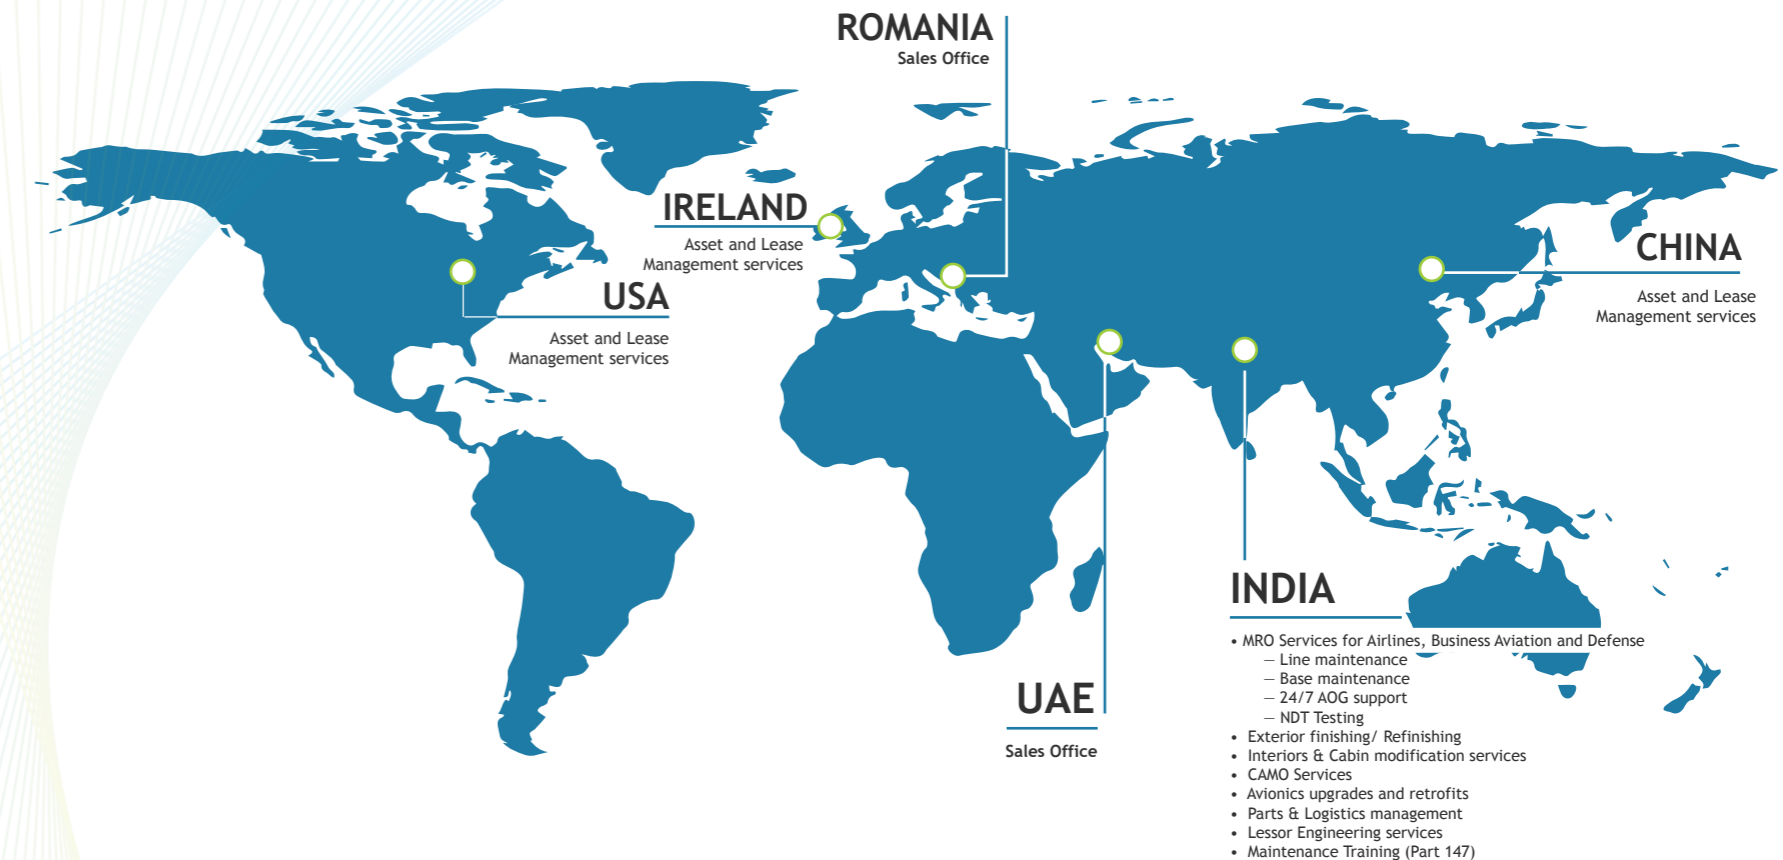 ROMANIA
Sales Office
IRELAND
Asset and Lease
Management services
USA
Asset and Lease
Management services
CHINA
Asset and Lease
Management services
UAE
Sales Office
INDIA
• MRO Services for Airlines, Business Aviation and Defense
— Line maintenance
— Base maintenance
— 24/7 AOG support
— NDT Testing
• Exterior finishing/ Refinishing
• Interiors & Cabin modification services
• CAMO Services
• Avionics upgrades and retrofits
• Parts & Logistics management
• Lessor Engineering services
• Maintenance Training (Part 147)